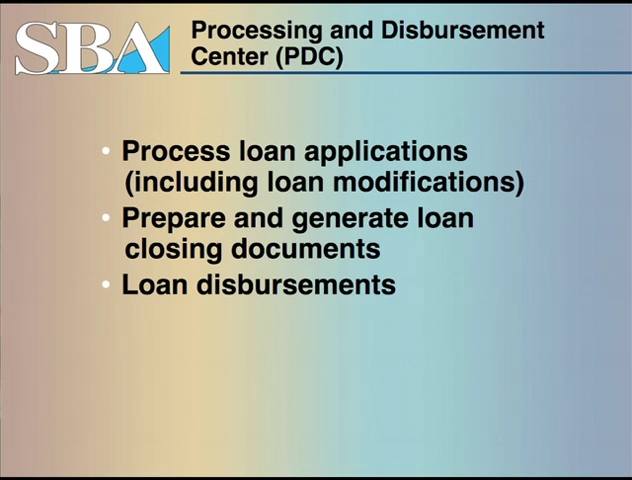 SBA
Processing and Disbursement
Center (PDC)
• Process loan applications
(including loan modifications)
• Prepare and generate loan
closing documents
• Loan disbursements